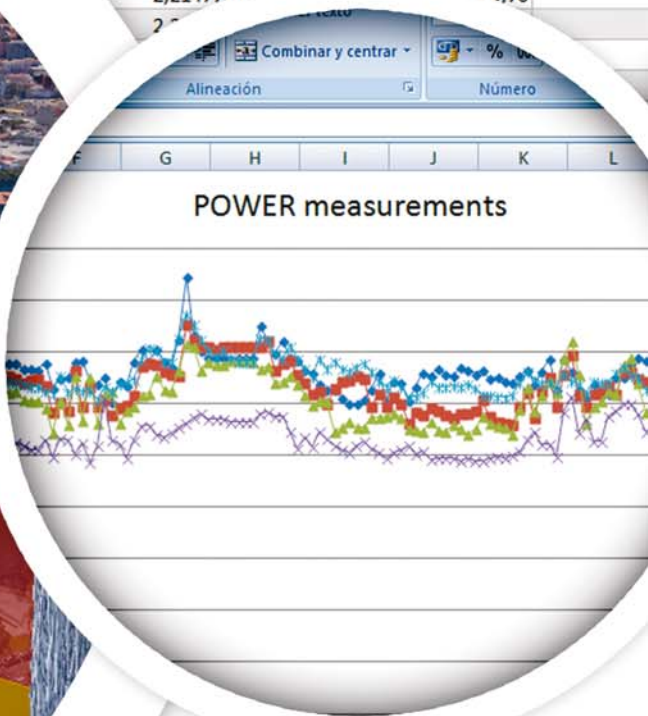 Combinar y centrar
%
Alineación
Número
F G H I J K L
POWER measurements